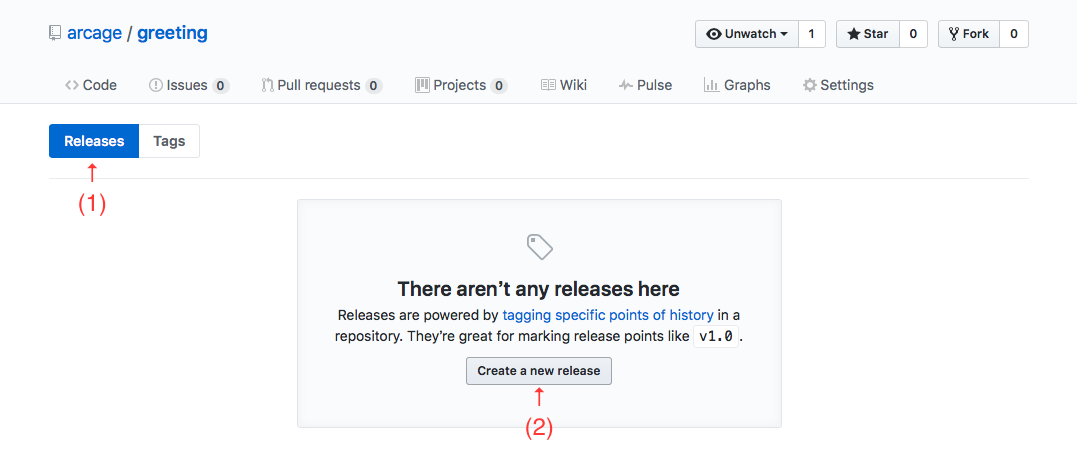 arcage / greeting
Unwatch 1 Star 0 Fork 0
Code Issues 0 Pull requests 0 Projects 0 Wiki Pulse Graphs Settings
Releases Tags
↑
(1)
There aren't any releases here
Releases are powered by tagging specific points of history in a
repository. They're great for marking release points like v1.0 .
Create a new release
↑
(2)